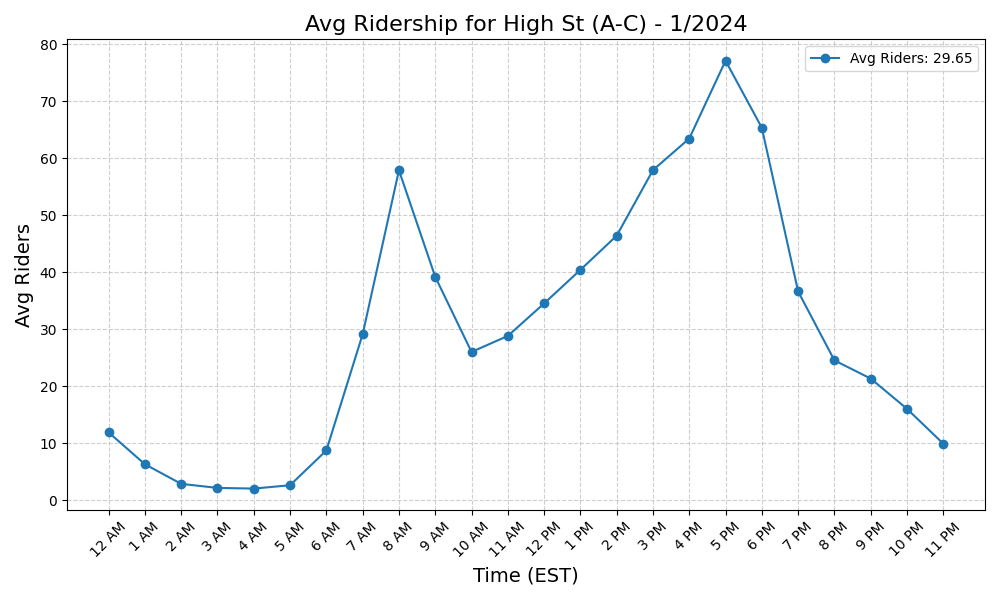 Avg Ridership for High St (A-C) - 1/2024
Avg Riders: 29.65
Avg Riders
80
70
60
50
40
30
20
10
0
12 AM
1 AM
2 AM
3 AM
4 AM
5 AM
6 AM
7 AM
8 AM
9 AM
10 AM
11 AM
12 PM
1 PM
2 PM
3 PM
4 PM
5 PM
6 PM
7 PM
8 PM
9 PM
10 PM
11 PM
Time (EST)